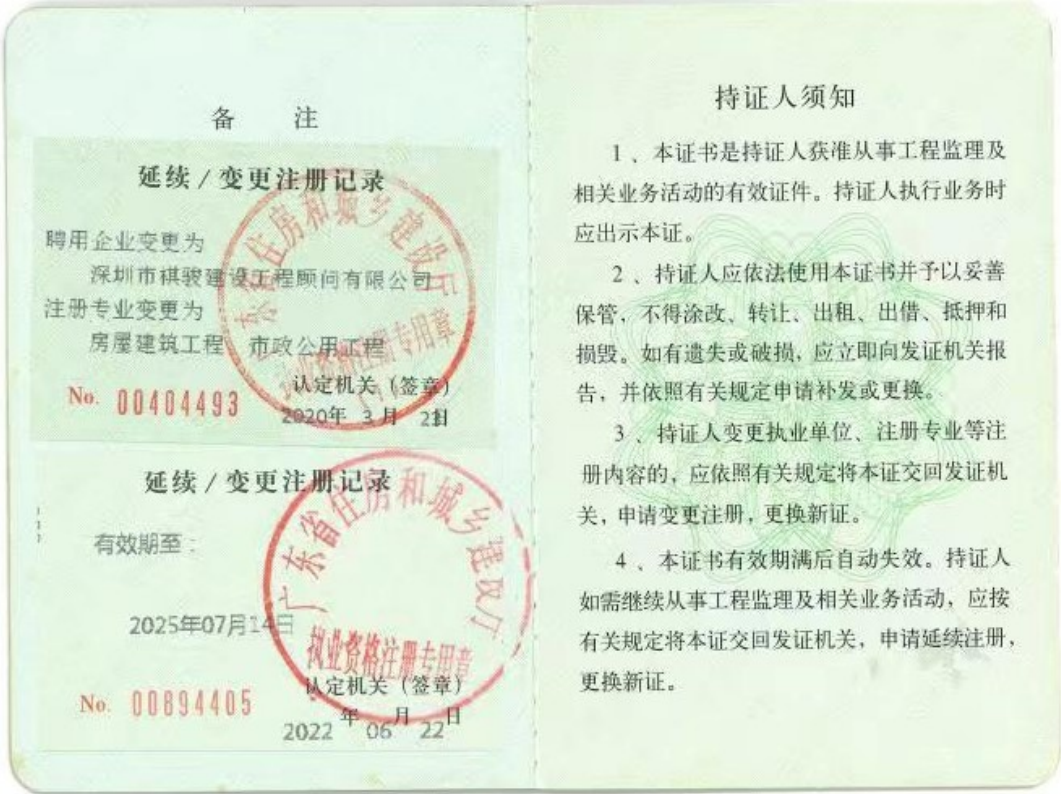 备 注
延续/变更注册记录
聘用企业变更为
深圳市祺骏建设工程顾问有限公司
注册专业变更为
房屋建筑工程 市政公用工程
认定机关(签章)
No. 00404493
2020年 3月 23日
延续/变更注册记录
有效期至:
2025年07月14日
广东省住房和城乡建设厅
执业资格注册专用章
No. 00894405
认定机关(签章)
2022年06月22日
持证人须知
1、本证书是持证人获准从事工程监理及
相关业务活动的有效证件。持证人执行业务时
应出示本证。
2、持证人应依法使用本证书并予以妥善
保管,不得涂改、转让、出租、出借、抵押和
损毁。如有遗失或破损,应立即向发证机关报
告,并依照有关规定申请补发或更换。
3、持证人变更执业单位、注册专业等注
册内容的,应依照有关规定将本证交回发证机
关,申请变更注册,更换新证。
4、本证书有效期满后自动失效。持证人
如需继续从事工程监理及相关业务活动,应按
有关规定将本证交回发证机关,申请延续注册,
更换新证。